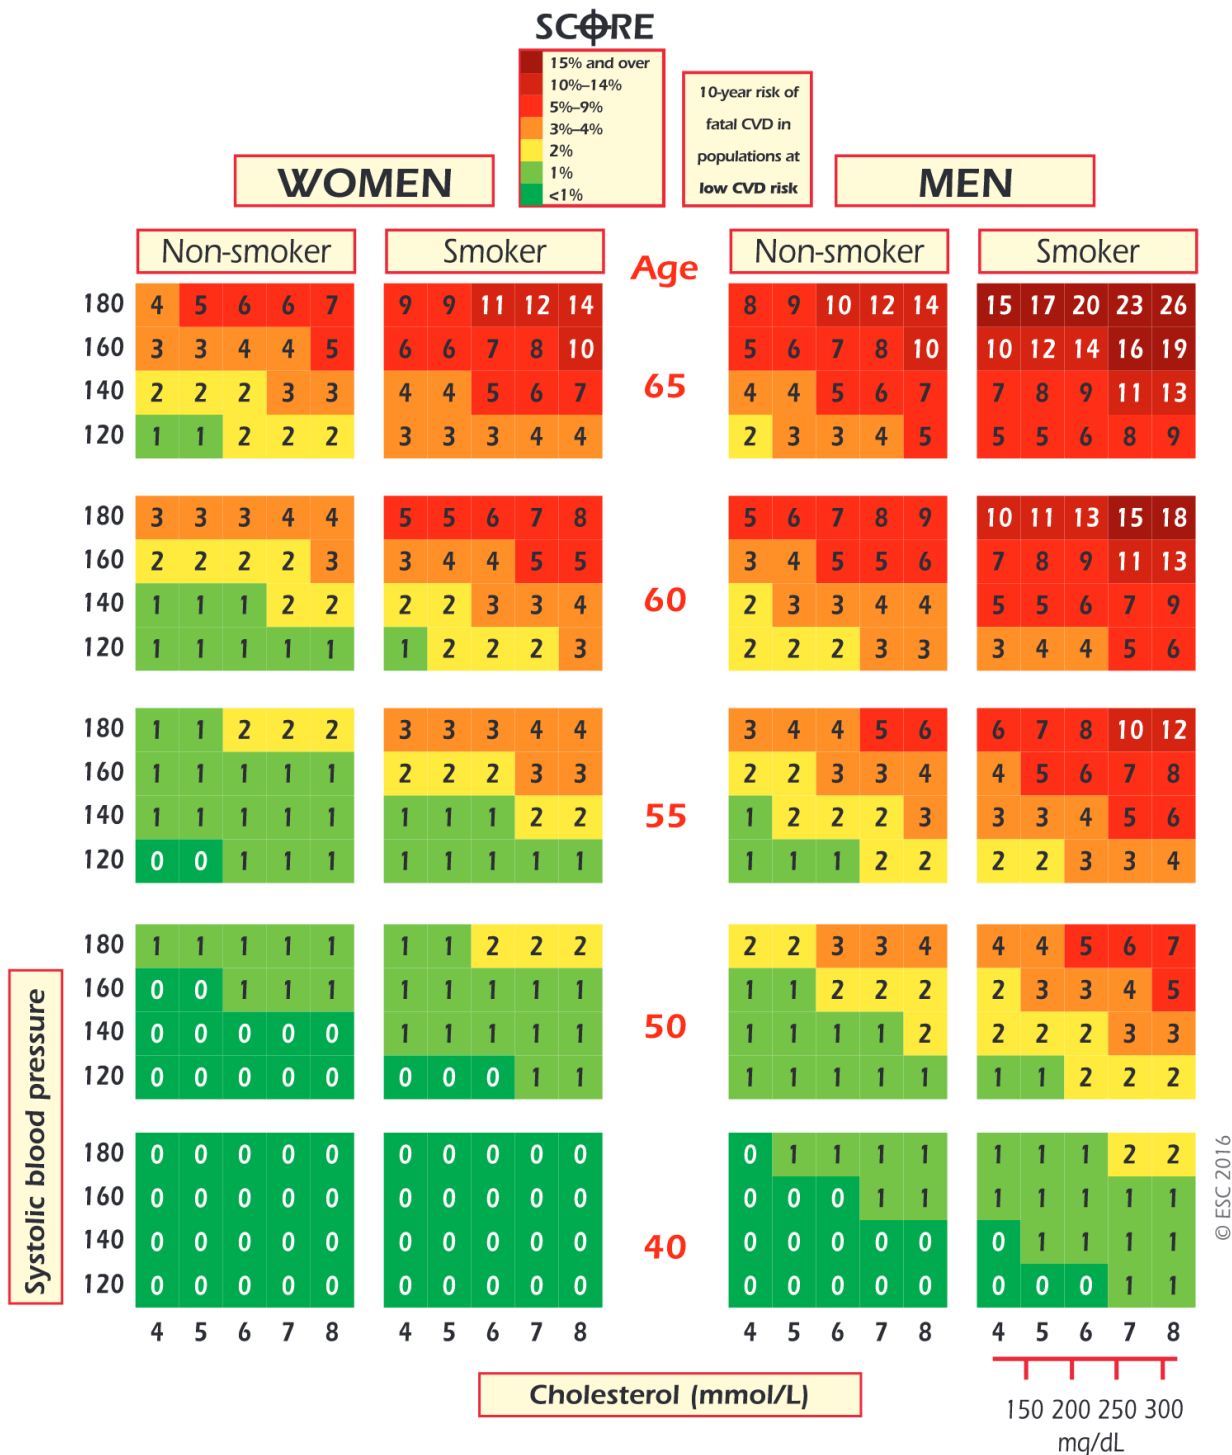 SCORE
15% and over
10%–14%
5%–9%
3%–4%
2%
1%
<1%
10-year risk of
fatal CVD in
populations at
low CVD risk
WOMEN
MEN
Non-smoker Smoker Age Non-smoker Smoker
180 4 5 6 6 7 9 9 11 12 14 8 9 10 12 14 15 17 20 23 26
160 3 3 4 4 5 6 6 7 8 10 5 6 7 8 10 10 12 14 16 19
65
140 2 2 2 3 3 4 4 5 6 7 4 4 5 6 7 7 8 9 11 13
120 1 1 2 2 2 3 3 3 4 4 2 3 3 4 5 5 5 6 8 9
180 3 3 3 4 4 5 5 6 7 8 5 6 7 8 9 10 11 13 15 18
160 2 2 2 2 3 3 4 4 5 5 3 4 5 5 6 7 8 9 11 13
60
140 1 1 1 2 2 2 2 3 3 4 2 3 3 4 4 5 5 6 7 9
120 1 1 1 1 1 1 2 2 2 3 2 2 2 3 3 3 4 4 5 6
180 1 1 2 2 2 3 3 3 4 4 3 4 4 5 6 6 7 8 10 12
160 1 1 1 1 1 2 2 2 3 3 2 2 3 3 4 4 5 6 7 8
55
140 1 1 1 1 1 1 1 1 2 2 1 2 2 2 3 3 3 4 5 6
120 0 0 1 1 1 1 1 1 1 1 1 1 1 2 2 2 2 3 3 4
180 1 1 1 1 1 1 1 2 2 2 2 2 3 3 4 4 4 5 6 7
160 0 0 1 1 1 1 1 1 1 1 1 1 2 2 2 2 3 3 4 5
50
140 0 0 0 0 0 1 1 1 1 1 1 1 1 1 2 2 2 2 3 3
120 0 0 0 0 0 0 0 0 1 1 1 1 1 1 1 1 1 2 2 2
180 0 0 0 0 0 0 0 0 0 0 0 1 1 1 1 1 1 1 2 2
160 0 0 0 0 0 0 0 0 0 0 0 0 0 1 1 1 1 1 1 1
40
140 0 0 0 0 0 0 0 0 0 0 0 0 0 0 0 0 1 1 1 1
120 0 0 0 0 0 0 0 0 0 0 0 0 0 0 0 0 0 0 1 1
4 5 6 7 8 4 5 6 7 8 4 5 6 7 8 4 5 6 7 8
Systolic blood pressure
Cholesterol (mmol/L)
150 200 250 300
mg/dL
© ESC 2016